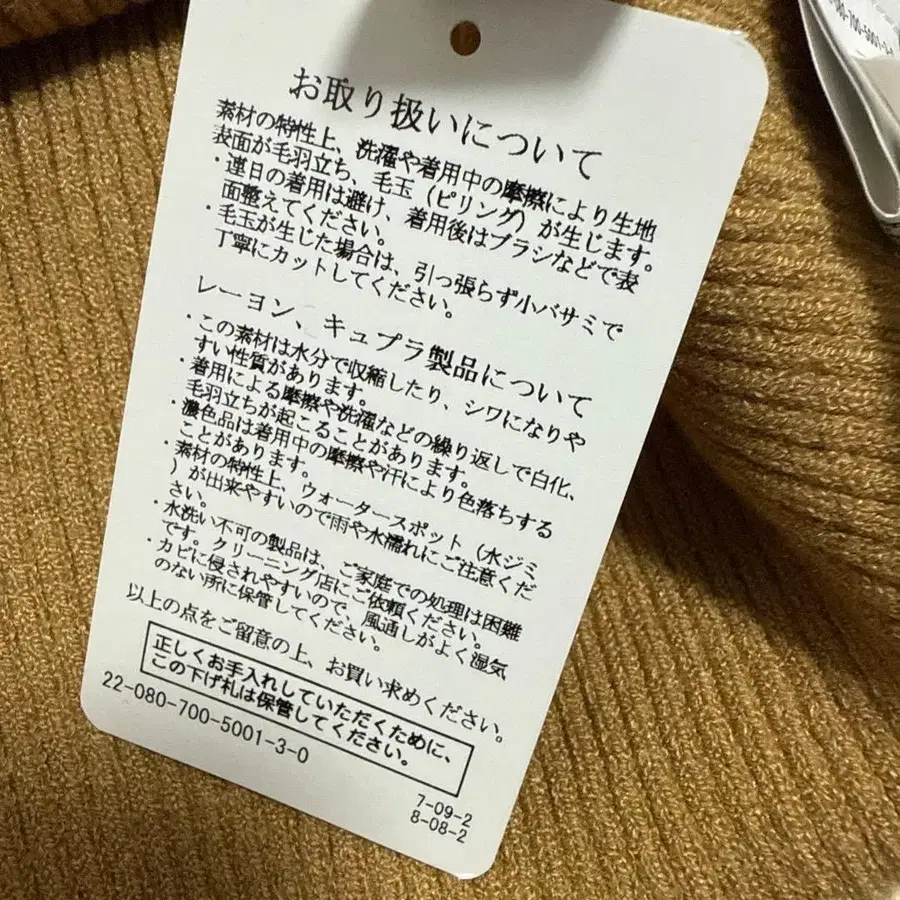 お取り扱いについて
素材の特性上、洗濯や着用中の摩擦により生地
表面が毛羽立ち、毛玉（ピリング）が生じます。
・連日の着用は避け、着用後はブラシなどで表
面整えてください。
・毛玉が生じた場合は、引っ張らず小バサミで
丁寧にカットしてください。
レーヨン、キュプラ製品について
・この素材は水分で収縮したり、シワになりや
すい性質があります。
着用による摩擦や洗濯などの繰り返しで白化、
毛羽立ちが起こることがあります。
・濃色品は着用中の摩擦や汗により色落ちする
ことがあります。
・素材の特性上、ウォータースポット（水ジミ
）が出来やすいので雨や水濡れにご注意くだ
さい。
・水洗い不可の製品は、ご家庭での処理は困難
です。クリーニング店にご依頼ください。
・カビに侵されやすいので、風通しがよく湿気
のない所に保管してください。
以上の点をご留意の上、お買い求めください。
正しくお手入れしていただくために、
この下げ札は保管してください。
22-080-700-5001-3-0
7-09-2
8-08-2